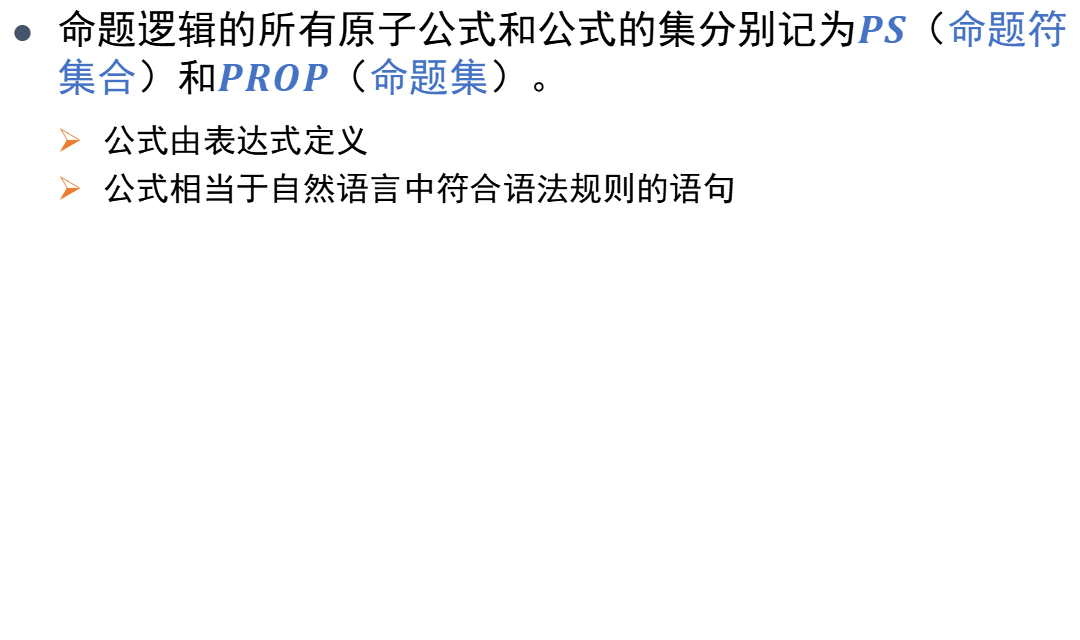 命题逻辑的所有原子公式和公式的集分别记为PS（命题符
集合）和PROP（命题集）。
公式由表达式定义
公式相当于自然语言中符合语法规则的语句